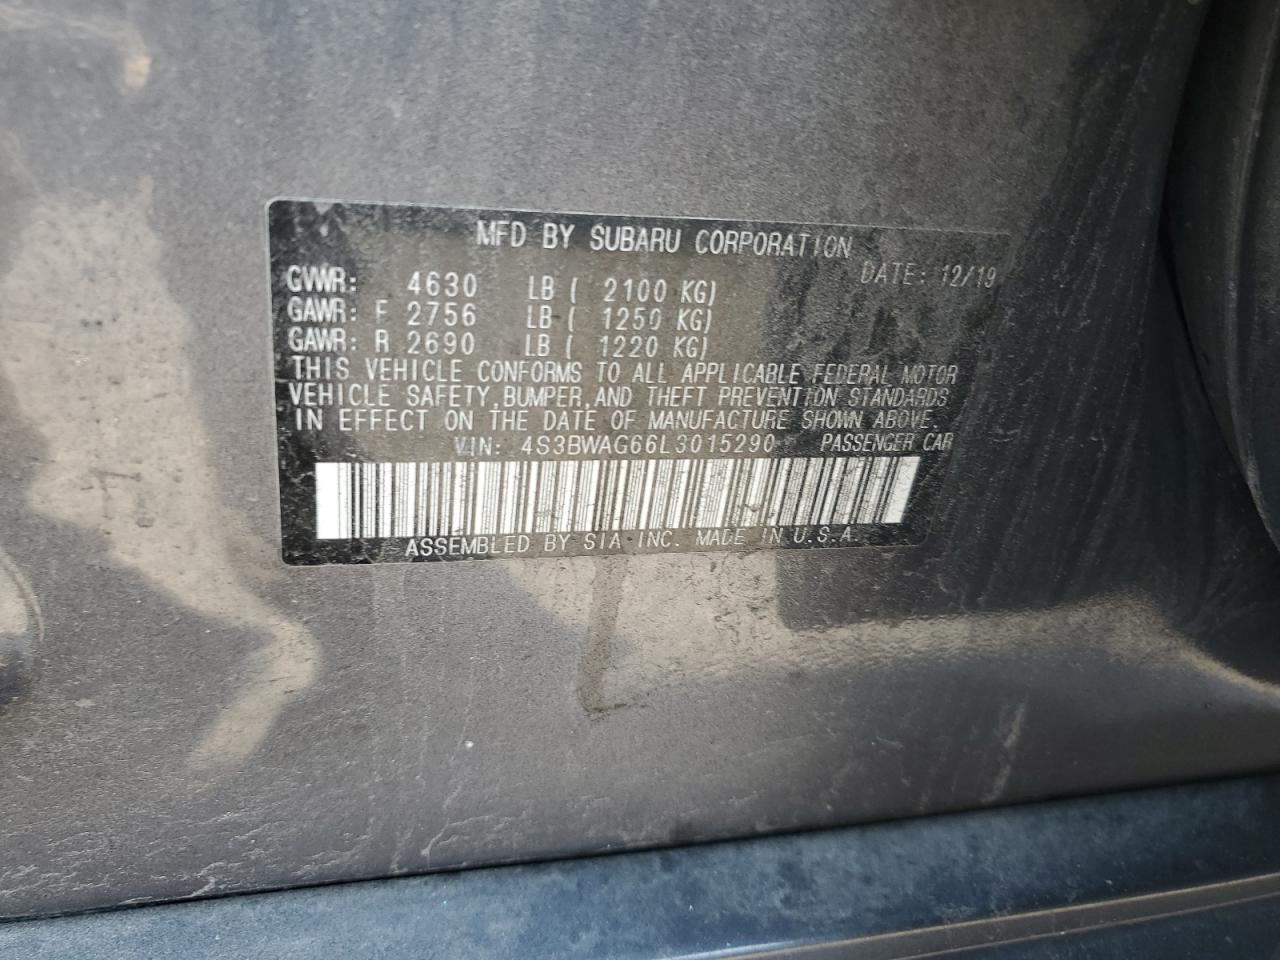 MFD BY SUBARU CORPORATION
DATE: 12/19
GVWR: 4630 LB ( 2100 KG)
GAWR: F 2756 LB ( 1250 KG)
GAWR: R 2690 LB ( 1220 KG)
THIS VEHICLE CONFORMS TO ALL APPLICABLE FEDERAL MOTOR
VEHICLE SAFETY,BUMPER,AND THEFT PREVENTION STANDARDS
IN EFFECT ON THE DATE OF MANUFACTURE SHOWN ABOVE.
VIN: 4S3BWAG66L3015290 PASSENGER CAR
ASSEMBLED BY SIA INC. MADE IN U.S.A.